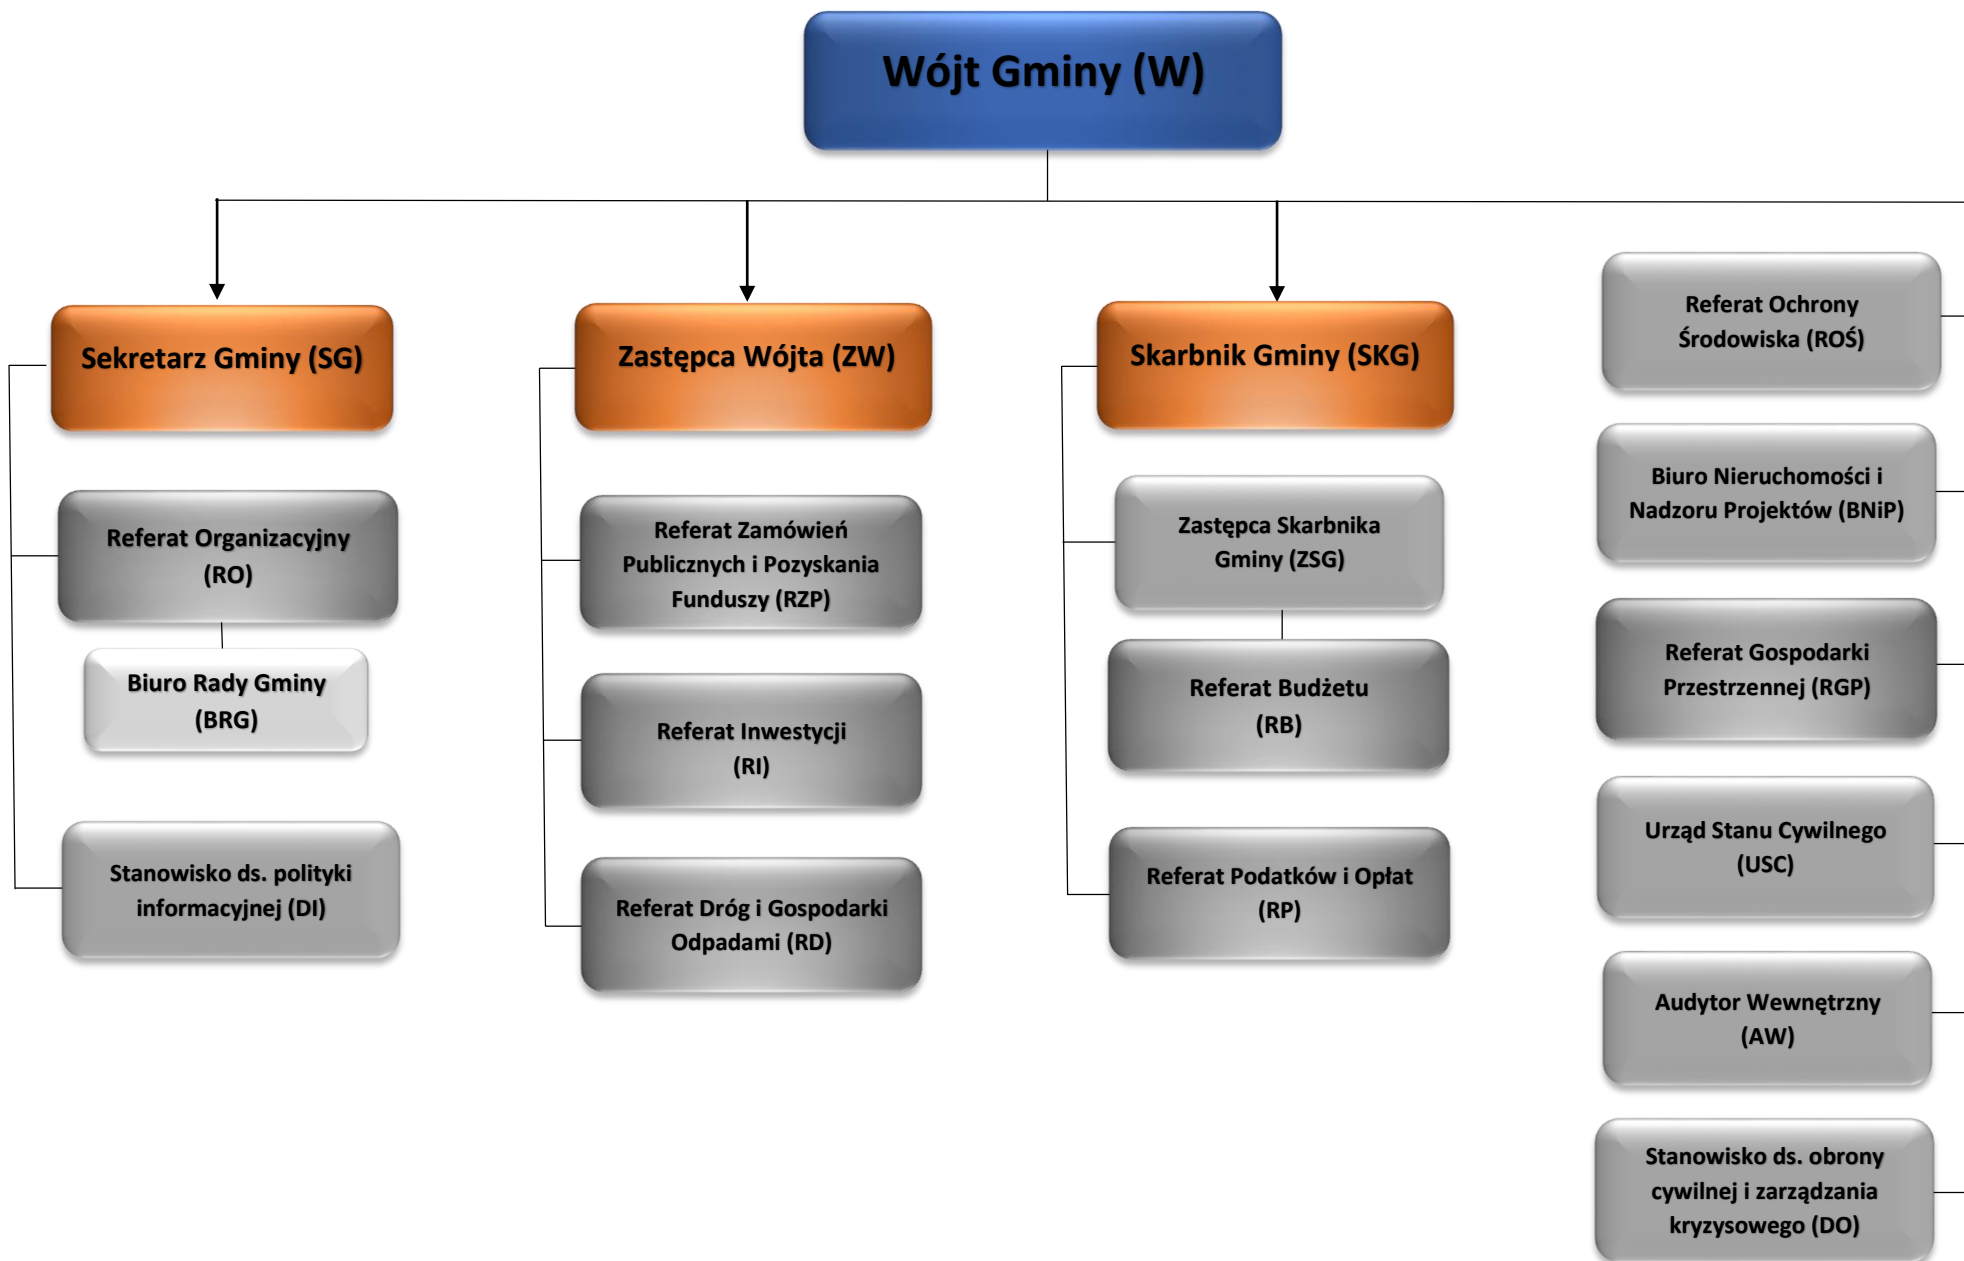 Wójt Gminy (W)
Sekretarz Gminy (SG)
Referat Organizacyjny
(RO)
Biuro Rady Gminy
(BRG)
Stanowisko ds. polityki
informacyjnej (DI)
Zastępca Wójta (ZW)
Referat Zamówień
Publicznych i Pozyskania
Funduszy (RZP)
Referat Inwestycji
(RI)
Referat Dróg i Gospodarki
Odpadami (RD)
Skarbnik Gminy (SKG)
Zastępca Skarbnika
Gminy (ZSG)
Referat Budżetu
(RB)
Referat Podatków i Opłat
(RP)
Referat Ochrony
Środowiska (ROŚ)
Biuro Nieruchomości i
Nadzoru Projektów (BNiP)
Referat Gospodarki
Przestrzennej (RGP)
Urząd Stanu Cywilnego
(USC)
Audytor Wewnętrzny
(AW)
Stanowisko ds. obrony
cywilnej i zarządzania
kryzysowego (DO)